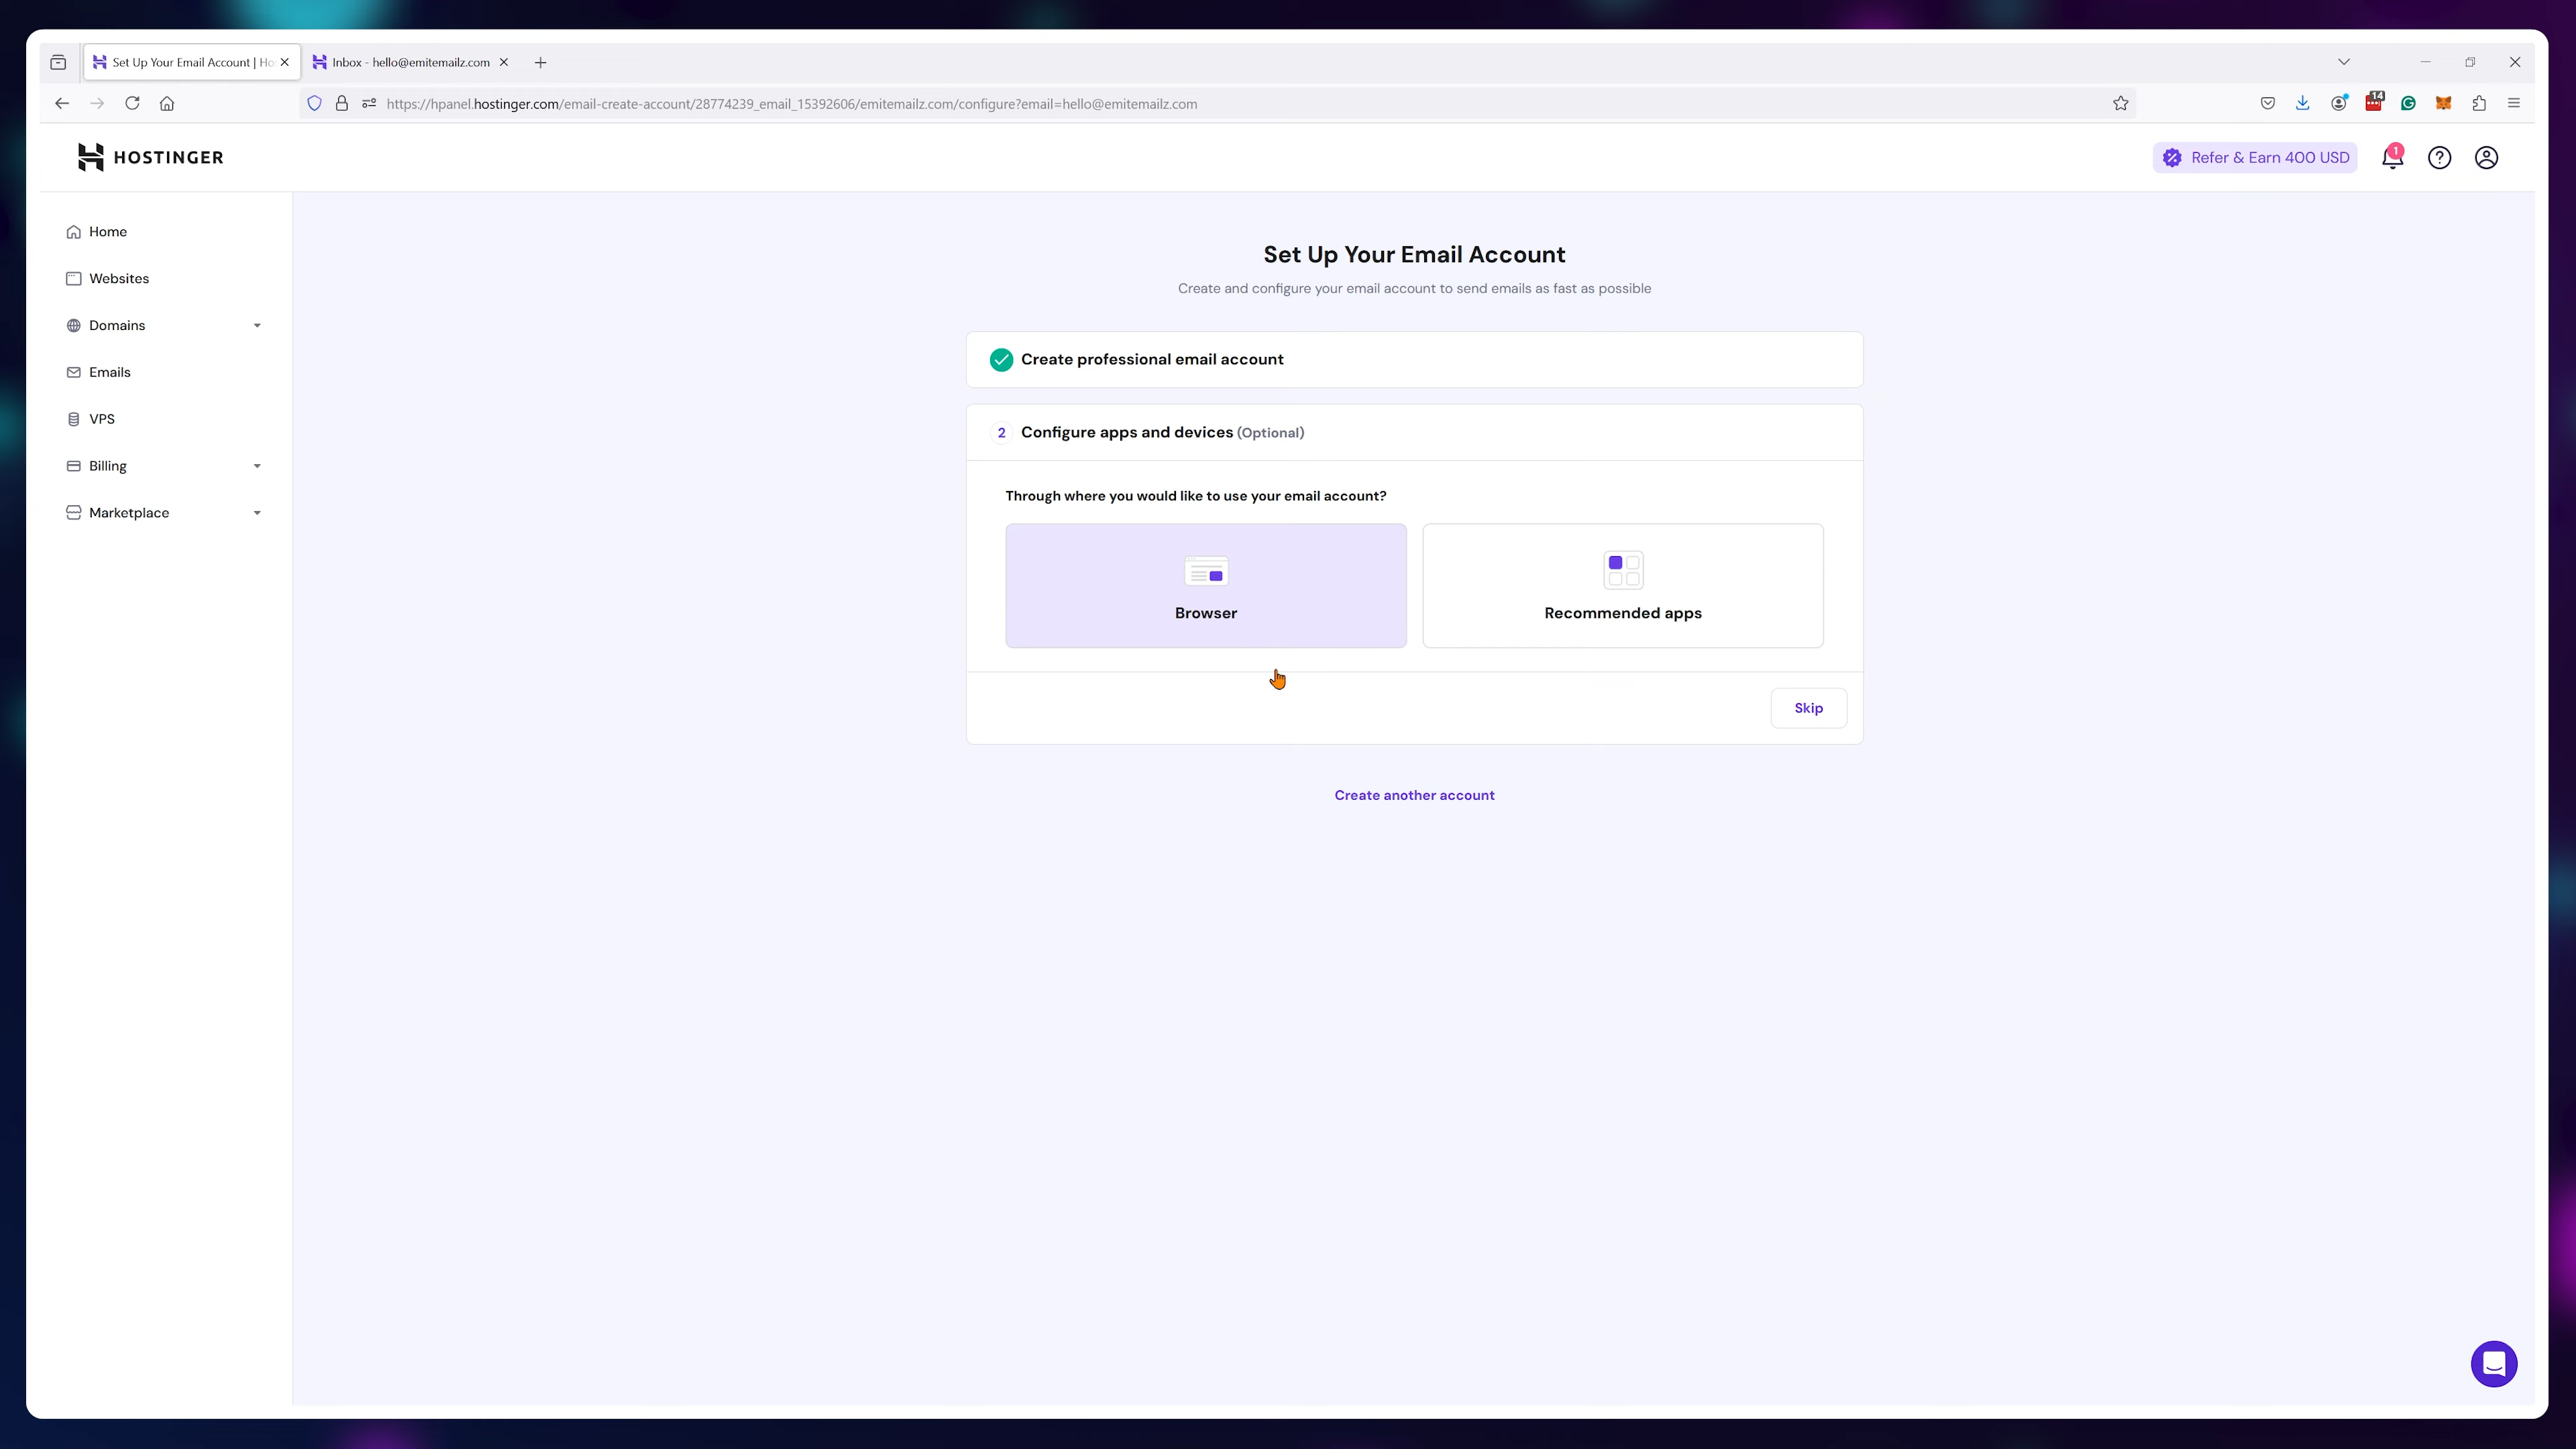 Set Up Your Email Account | Ho
Inbox - hello@emitemailz.com
https://hpanel.hostinger.com/email-create-account/28774239_email_15392606/emitemailz.com/configure?email=hello@emitemailz.com
14
HOSTINGER
Refer & Earn 400 USD
1
Home
Websites
Domains
Emails
VPS
Billing
Marketplace
Set Up Your Email Account
Create and configure your email account to send emails as fast as possible
Create professional email account
2 Configure apps and devices (Optional)
Through where you would like to use your email account?
Browser
Recommended apps
Skip
Create another account